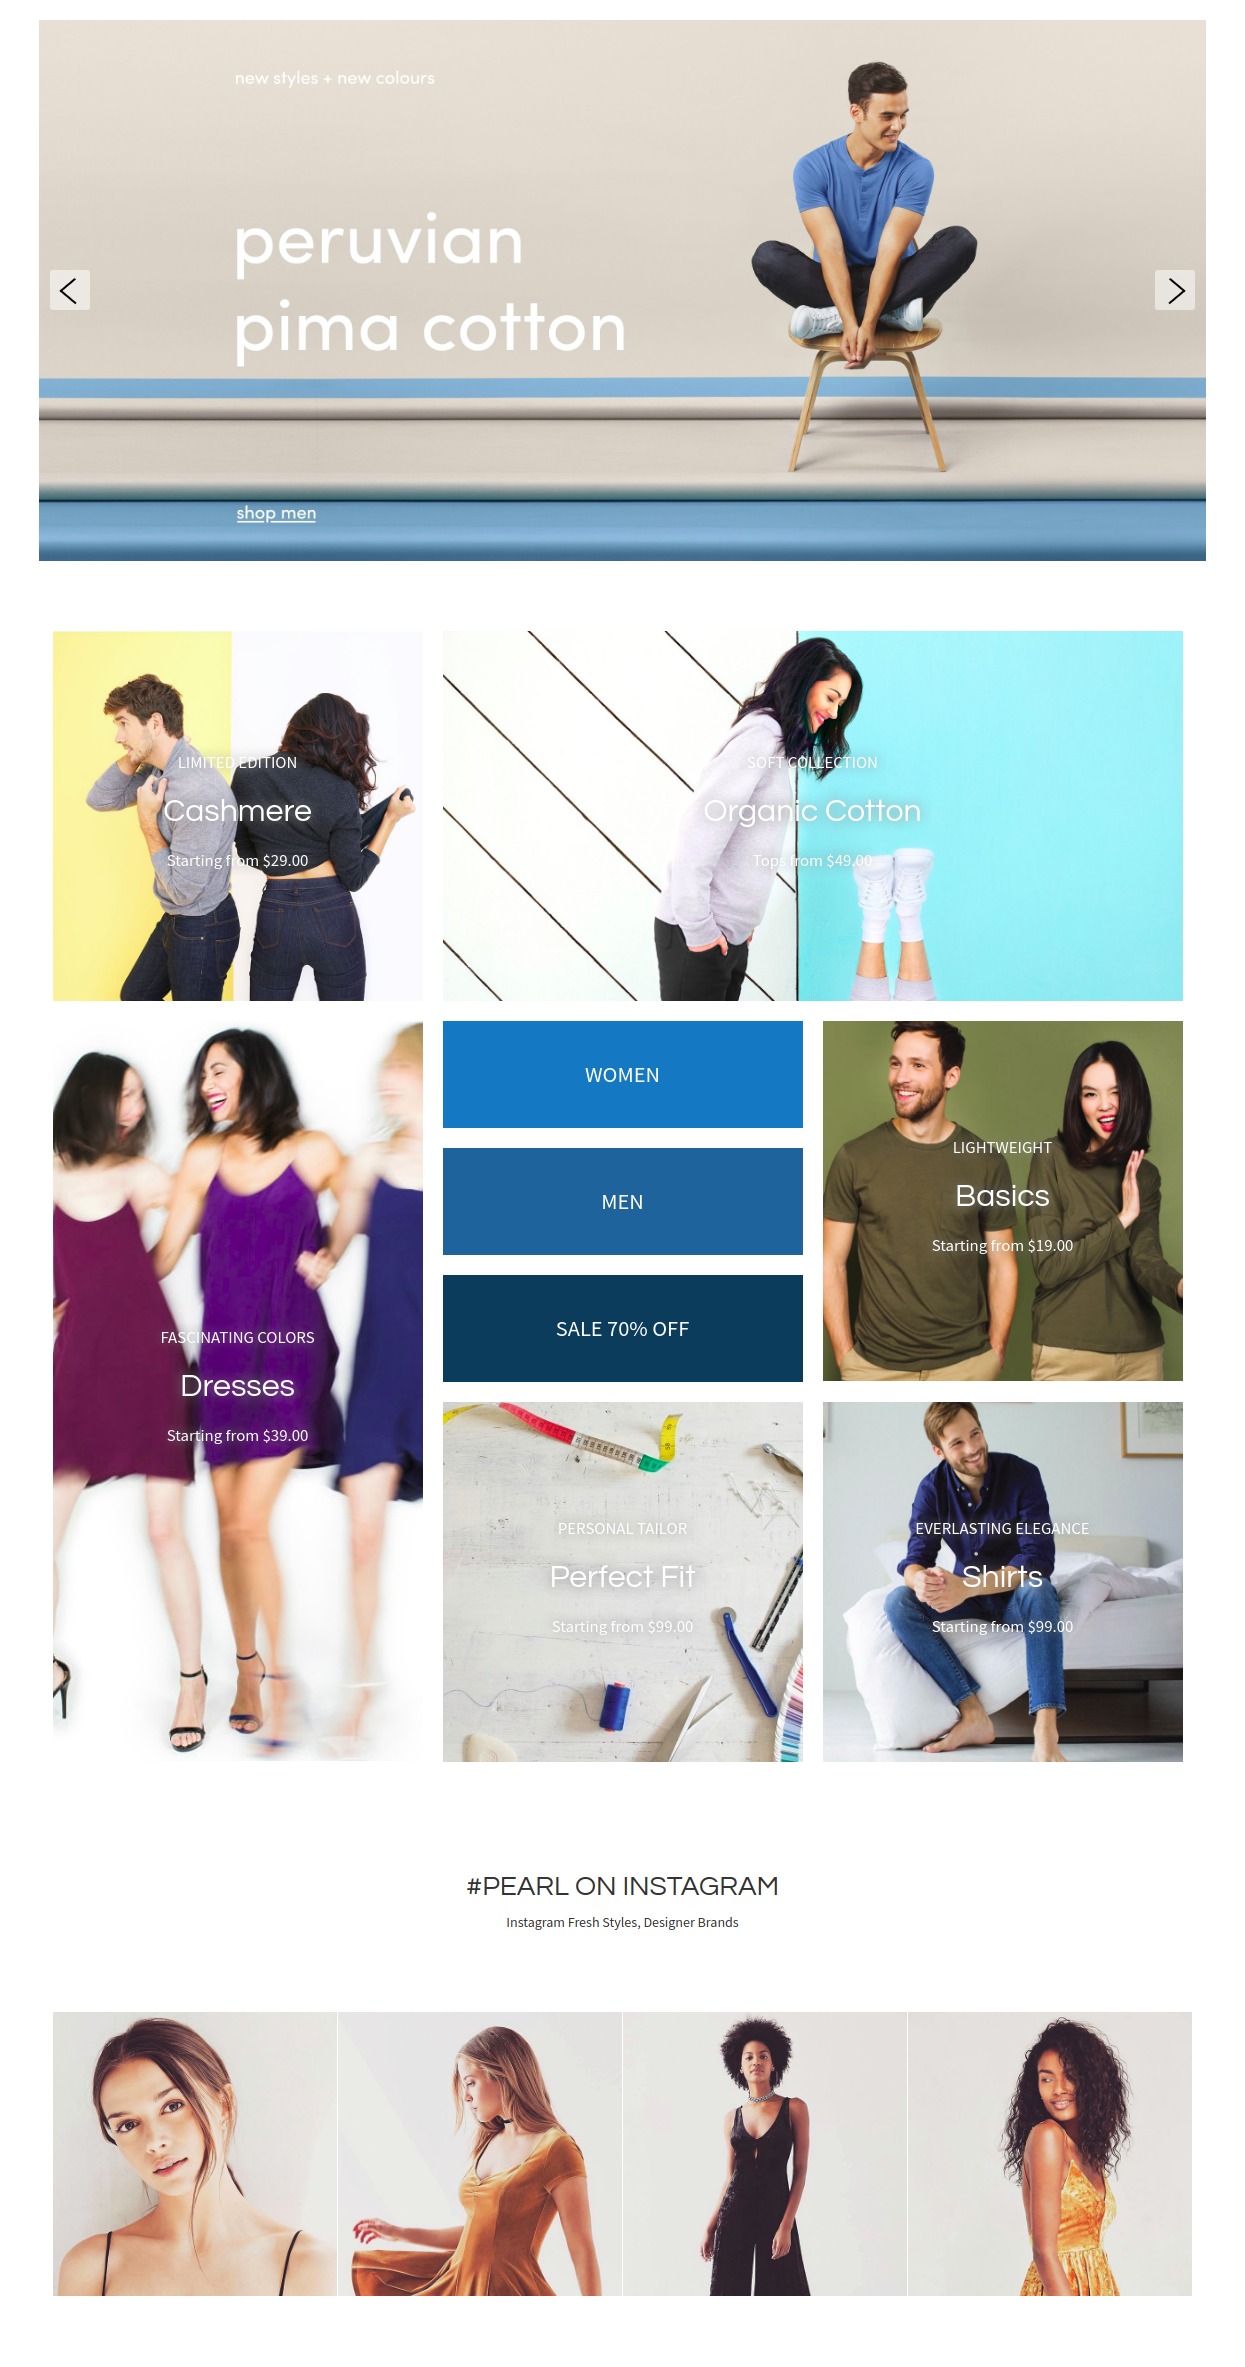 new styles + new colours
peruvian
pima cotton
shop men
LIMITED EDITION
Cashmere
Starting from $29.00
SOFT COLLECTION
Organic Cotton
Tops from $49.00
FASCINATING COLORS
Dresses
Starting from $39.00
WOMEN
MEN
SALE 70% OFF
LIGHTWEIGHT
Basics
Starting from $19.00
PERSONAL TAILOR
Perfect Fit
Starting from $99.00
EVERLASTING ELEGANCE
Shirts
Starting from $99.00
#PEARL ON INSTAGRAM
Instagram Fresh Styles, Designer Brands